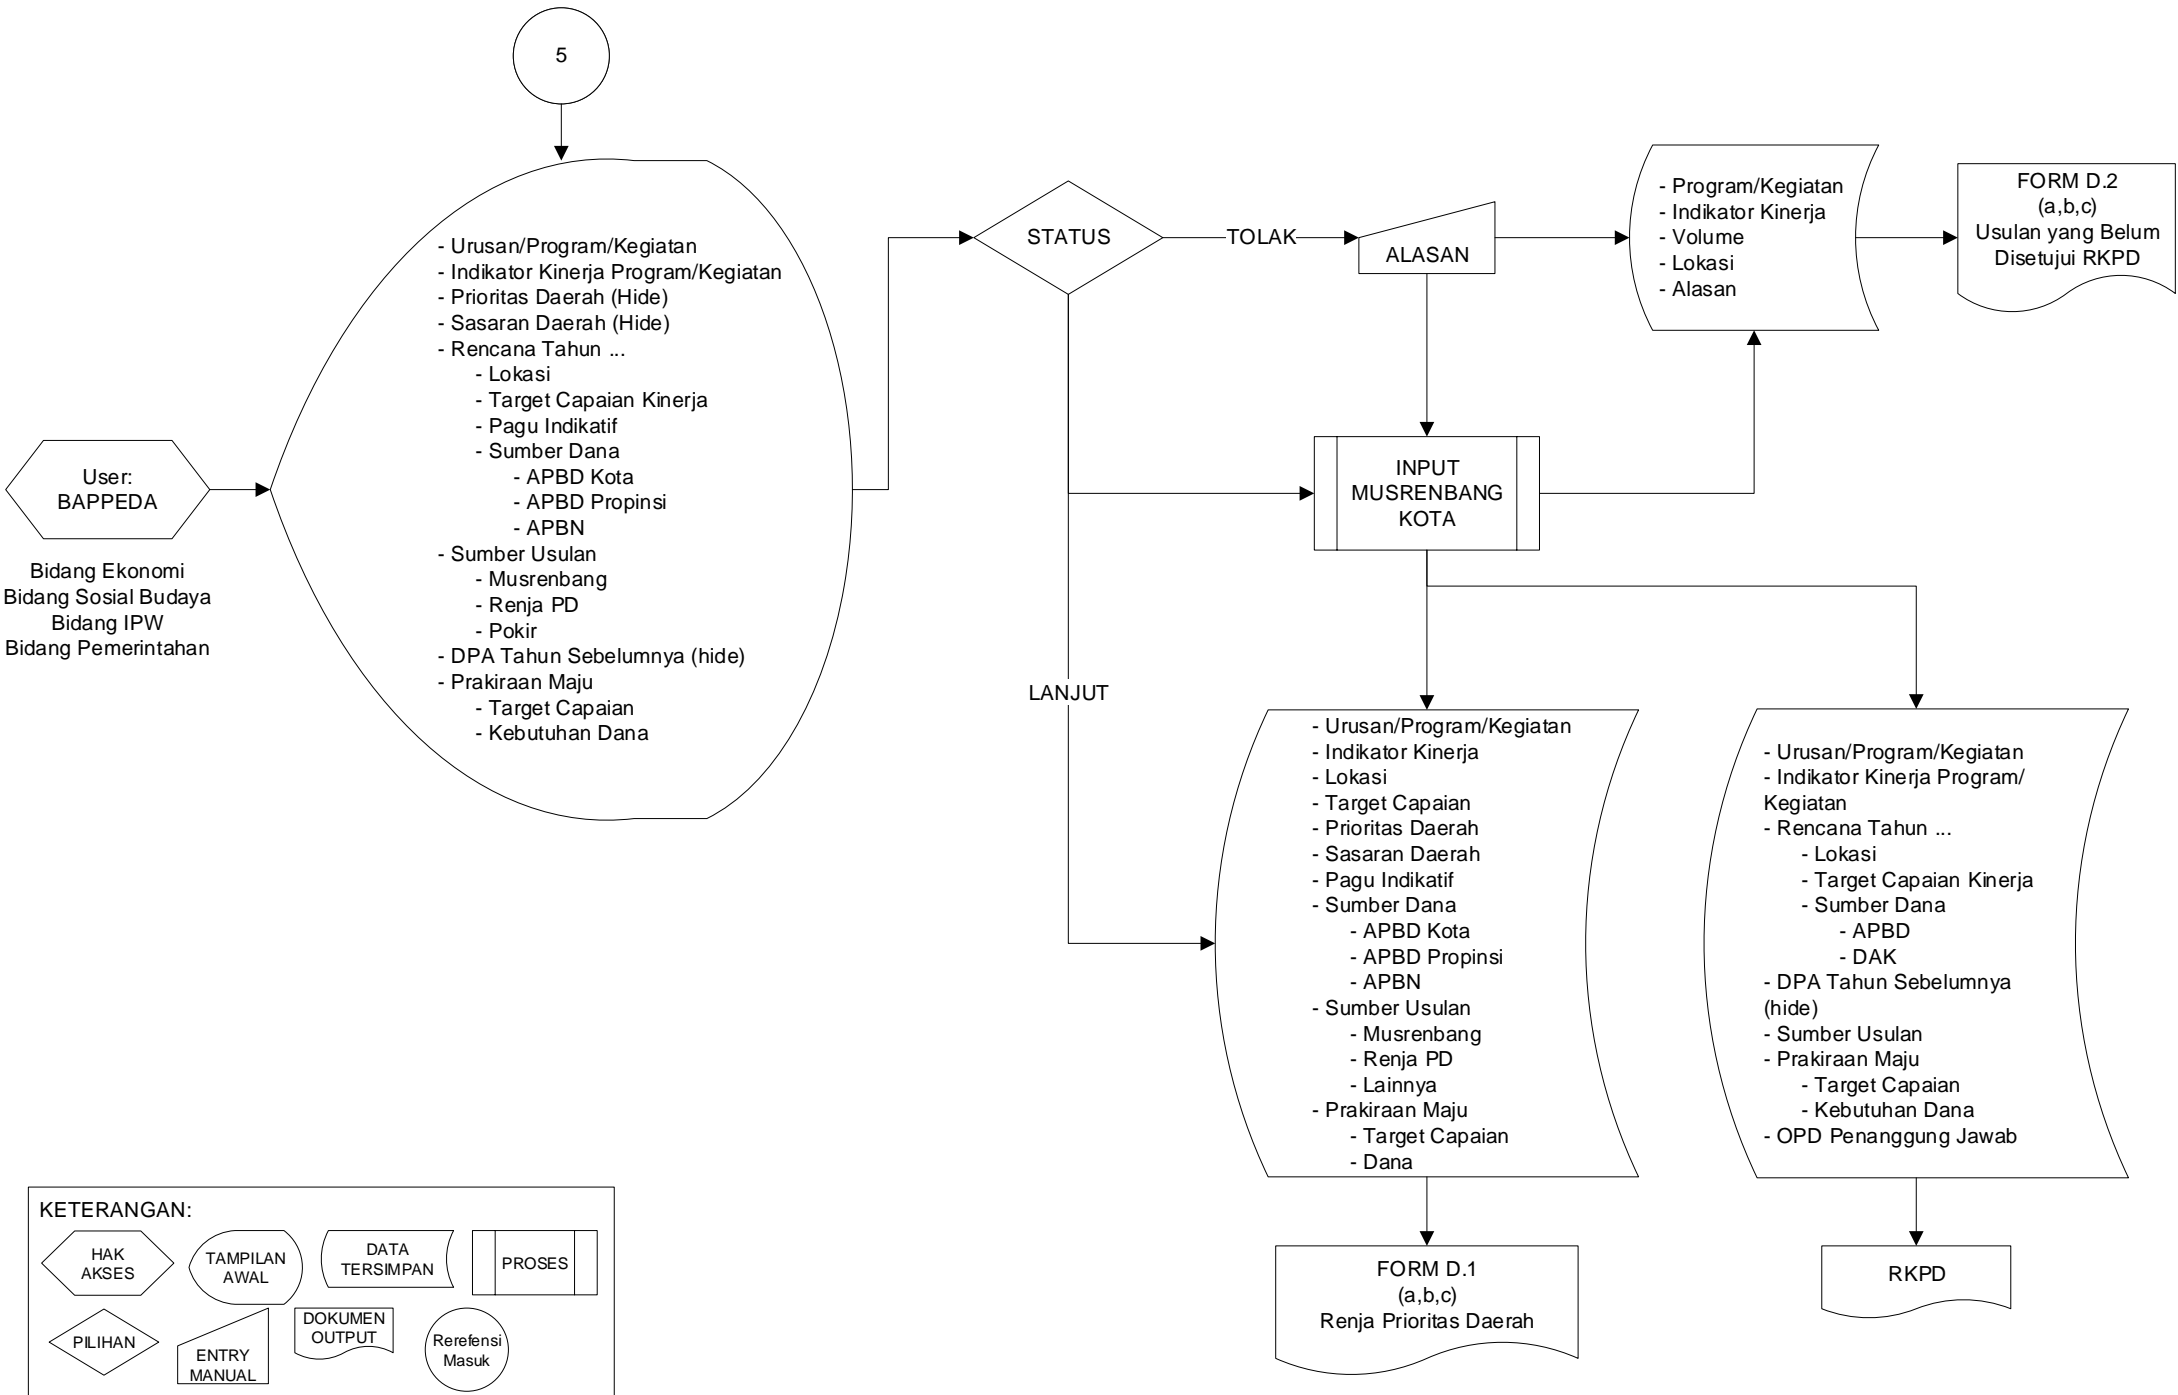 5
- Urusan/Program/Kegiatan
- Indikator Kinerja Program/Kegiatan
- Prioritas Daerah (Hide)
- Sasaran Daerah (Hide)
- Rencana Tahun ...
- Lokasi
- Target Capaian Kinerja
- Pagu Indikatif
- Sumber Dana
- APBD Kota
- APBD Propinsi
- APBN
- Sumber Usulan
- Musrenbang
- Renja PD
- Pokir
- DPA Tahun Sebelumnya (hide)
- Prakiraan Maju
- Target Capaian
- Kebutuhan Dana
User:
BAPPEDA
Bidang Ekonomi
Bidang Sosial Budaya
Bidang IPW
Bidang Pemerintahan
STATUS
TOLAK
ALASAN
- Program/Kegiatan
- Indikator Kinerja
- Volume
- Lokasi
- Alasan
FORM D.2
(a,b,c)
Usulan yang Belum
Disetujui RKPD
INPUT
MUSRENBANG
KOTA
LANJUT
- Urusan/Program/Kegiatan
- Indikator Kinerja
- Lokasi
- Target Capaian
- Prioritas Daerah
- Sasaran Daerah
- Pagu Indikatif
- Sumber Dana
- APBD Kota
- APBD Propinsi
- APBN
- Sumber Usulan
- Musrenbang
- Renja PD
- Lainnya
- Prakiraan Maju
- Target Capaian
- Dana
- Urusan/Program/Kegiatan
- Indikator Kinerja Program/
Kegiatan
- Rencana Tahun ...
- Lokasi
- Target Capaian Kinerja
- Sumber Dana
- APBD
- DAK
- DPA Tahun Sebelumnya
(hide)
- Sumber Usulan
- Prakiraan Maju
- Target Capaian
- Kebutuhan Dana
- OPD Penanggung Jawab
FORM D.1
(a,b,c)
Renja Prioritas Daerah
RKPD
KETERANGAN:
HAK
AKSES
TAMPILAN
AWAL
DATA
TERSIMPAN
PROSES
PILIHAN
ENTRY
MANUAL
DOKUMEN
OUTPUT
Rerefensi
Masuk